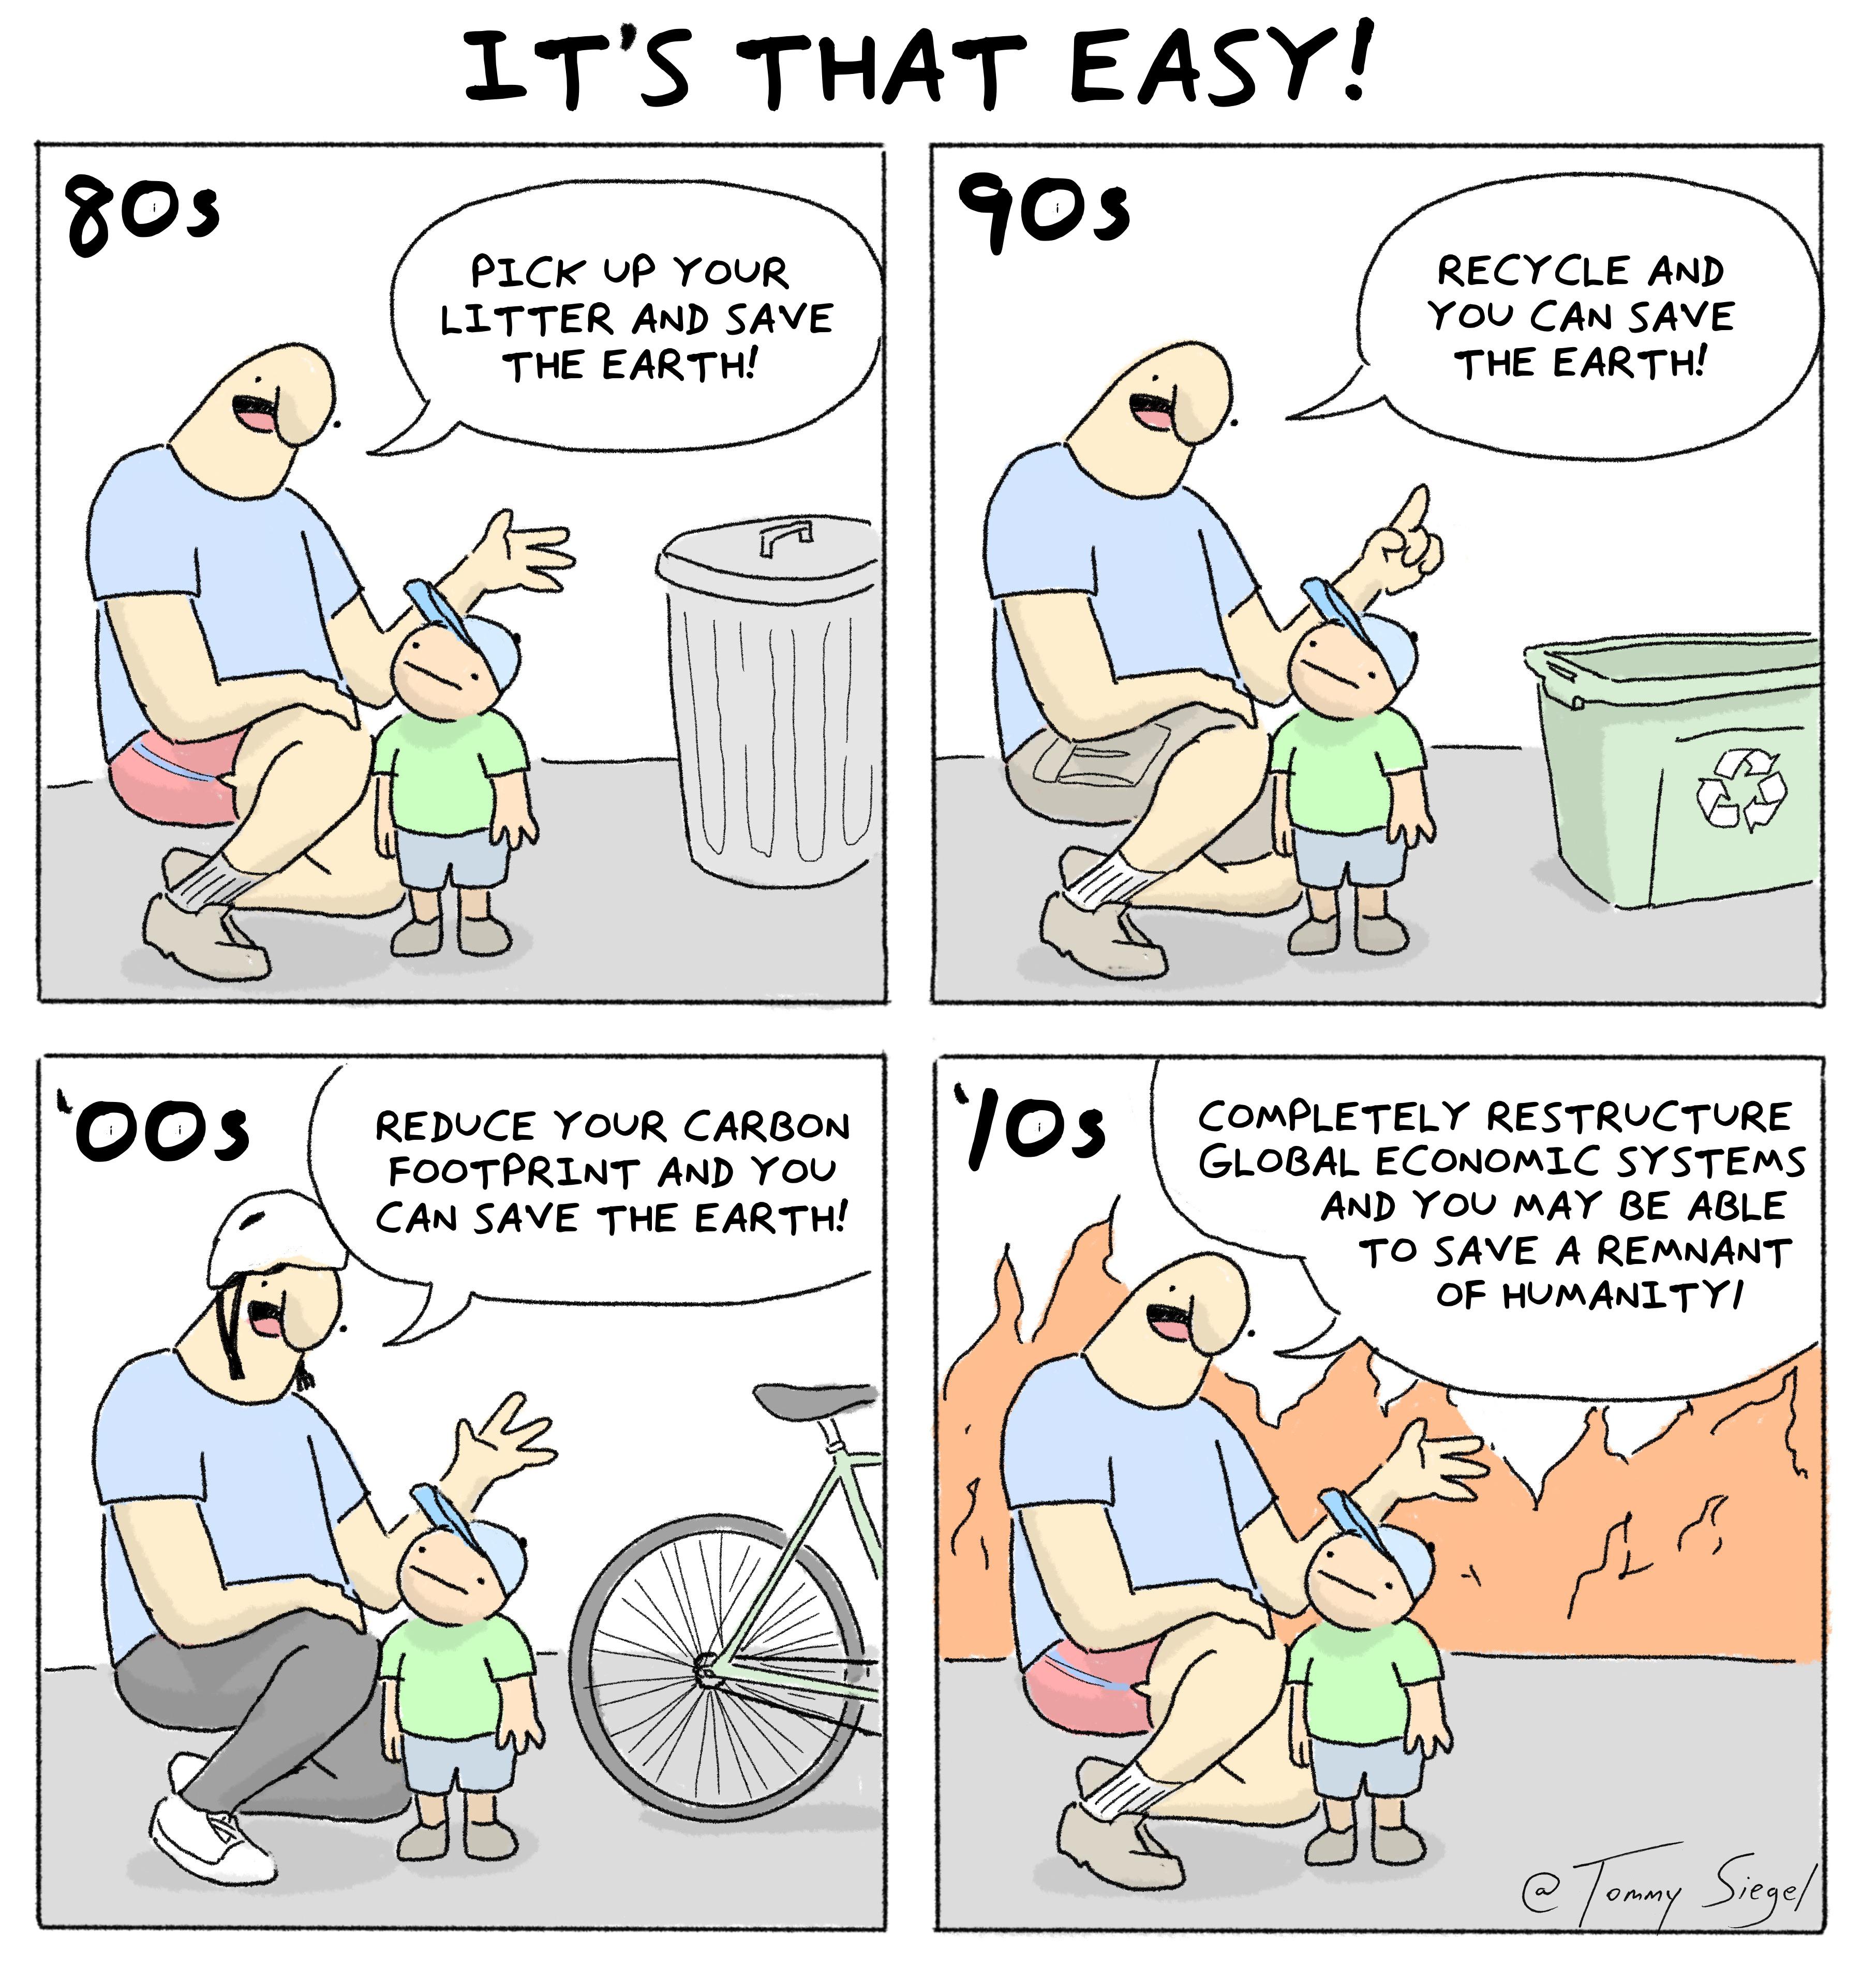 IT'S THAT EASY!
80s
PICK UP YOUR
LITTER AND SAVE
THE EARTH!
90s
RECYCLE AND
YOU CAN SAVE
THE EARTH!
'00s
REDUCE YOUR CARBON
FOOTPRINT AND YOU
CAN SAVE THE EARTH!
'10s
COMPLETELY RESTRUCTURE
GLOBAL ECONOMIC SYSTEMS
AND YOU MAY BE ABLE
TO SAVE A REMNANT
OF HUMANITY!
@ Tommy Siegel